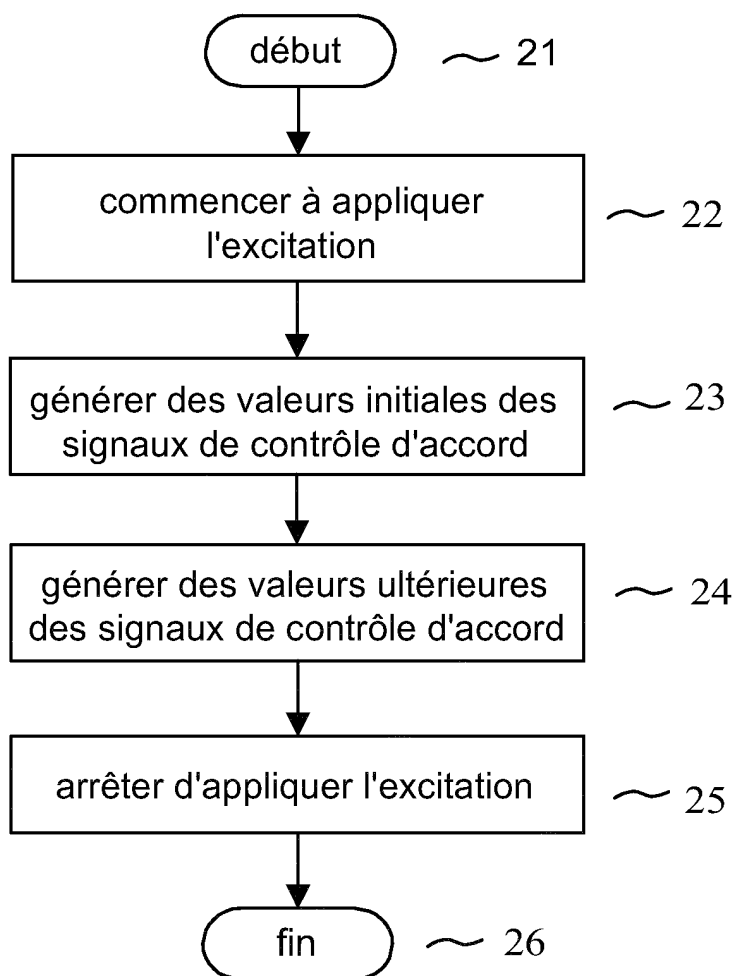 début
21
commencer à appliquer
l'excitation
22
générer des valeurs initiales des
signaux de contrôle d'accord
23
générer des valeurs ultérieures
des signaux de contrôle d'accord
24
arrêter d'appliquer l'excitation
25
fin
26